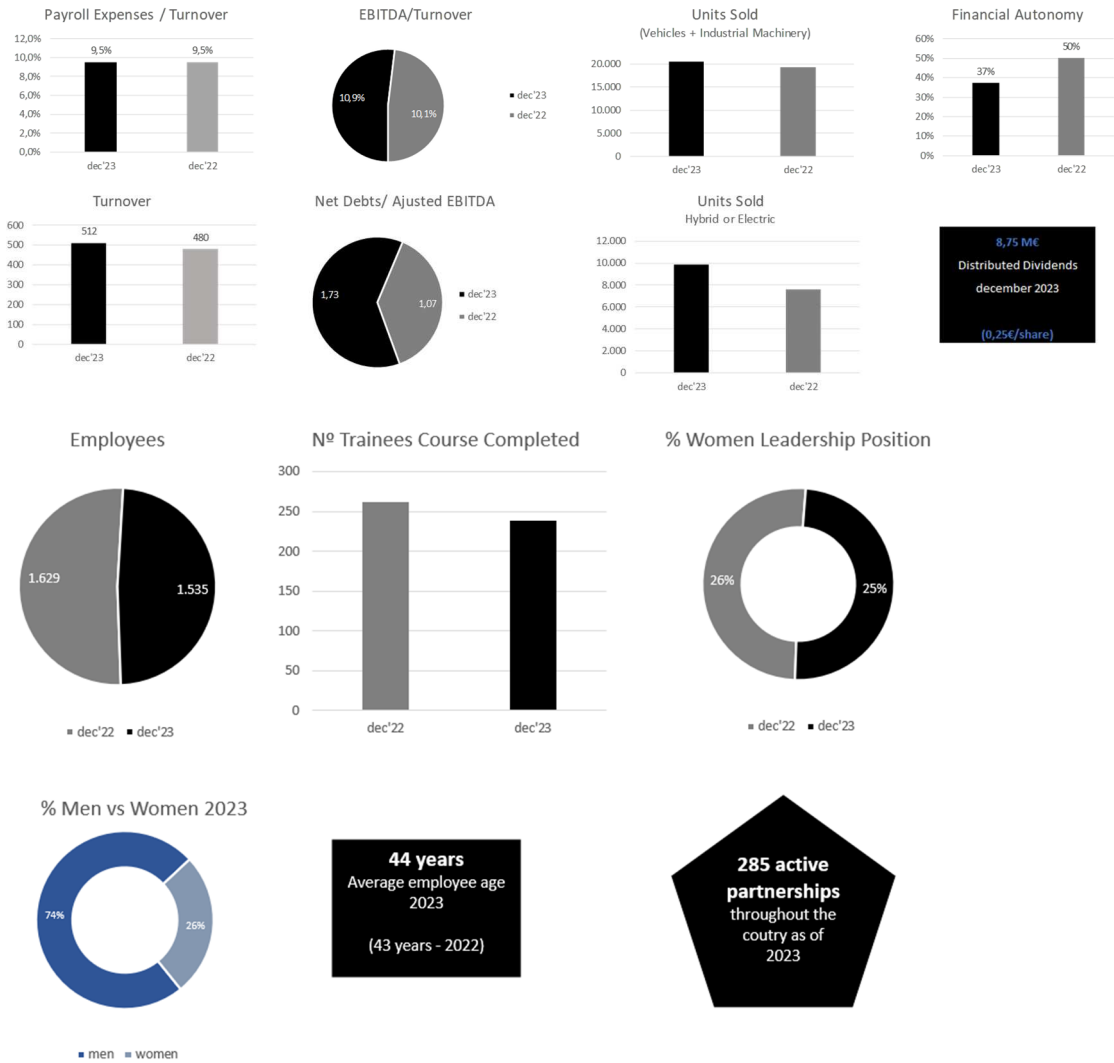 Payroll Expenses / Turnover
12,0%
10,0%
8,0%
6,0%
4,0%
2,0%
0,0%
9,5%
9,5%
dec'23
dec'22
EBITDA/Turnover
10,9%
10,1%
dec'23
dec'22
Units Sold
(Vehicles + Industrial Machinery)
20.000
15.000
10.000
5.000
0
dec'23
dec'22
Financial Autonomy
60%
50%
40%
30%
20%
10%
0%
37%
50%
dec'23
dec'22
Turnover
600
500
400
300
200
100
0
512
480
dec'23
dec'22
Net Debts/ Ajusted EBITDA
1,73
1,07
dec'23
dec'22
Units Sold
Hybrid or Electric
12.000
10.000
8.000
6.000
4.000
2.000
0
dec'23
dec'22
8,75 M€
Distributed Dividends
december 2023
(0,25€/share)
Employees
1.629
1.535
dec'22 dec'23
Nº Trainees Course Completed
300
250
200
150
100
50
0
dec'22
dec'23
% Women Leadership Position
26%
25%
dec'22 dec'23
% Men vs Women 2023
74%
26%
men women
44 years
Average employee age
2023
(43 years - 2022)
285 active
partnerships
throughout the
coutry as of
2023